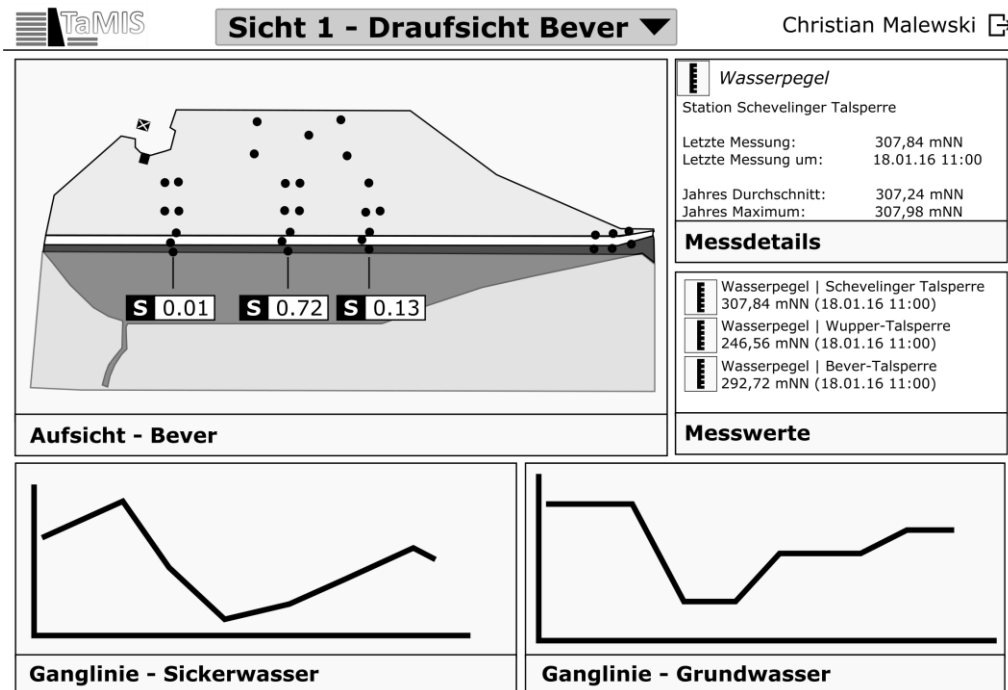 TaMIS
Sicht 1 - Draufsicht Bever
Christian Malewski
S 0.01
S 0.72
S 0.13
Aufsicht - Bever
Wasserpegel
Station Schevelinger Talsperre
Letzte Messung: 307,84 mNN
Letzte Messung um: 18.01.16 11:00
Jahres Durchschnitt: 307,24 mNN
Jahres Maximum: 307,98 mNN
Messdetails
Wasserpegel | Schevelinger Talsperre
307,84 mNN (18.01.16 11:00)
Wasserpegel | Wupper-Talsperre
246,56 mNN (18.01.16 11:00)
Wasserpegel | Bever-Talsperre
292,72 mNN (18.01.16 11:00)
Messwerte
Ganglinie - Sickerwasser
Ganglinie - Grundwasser